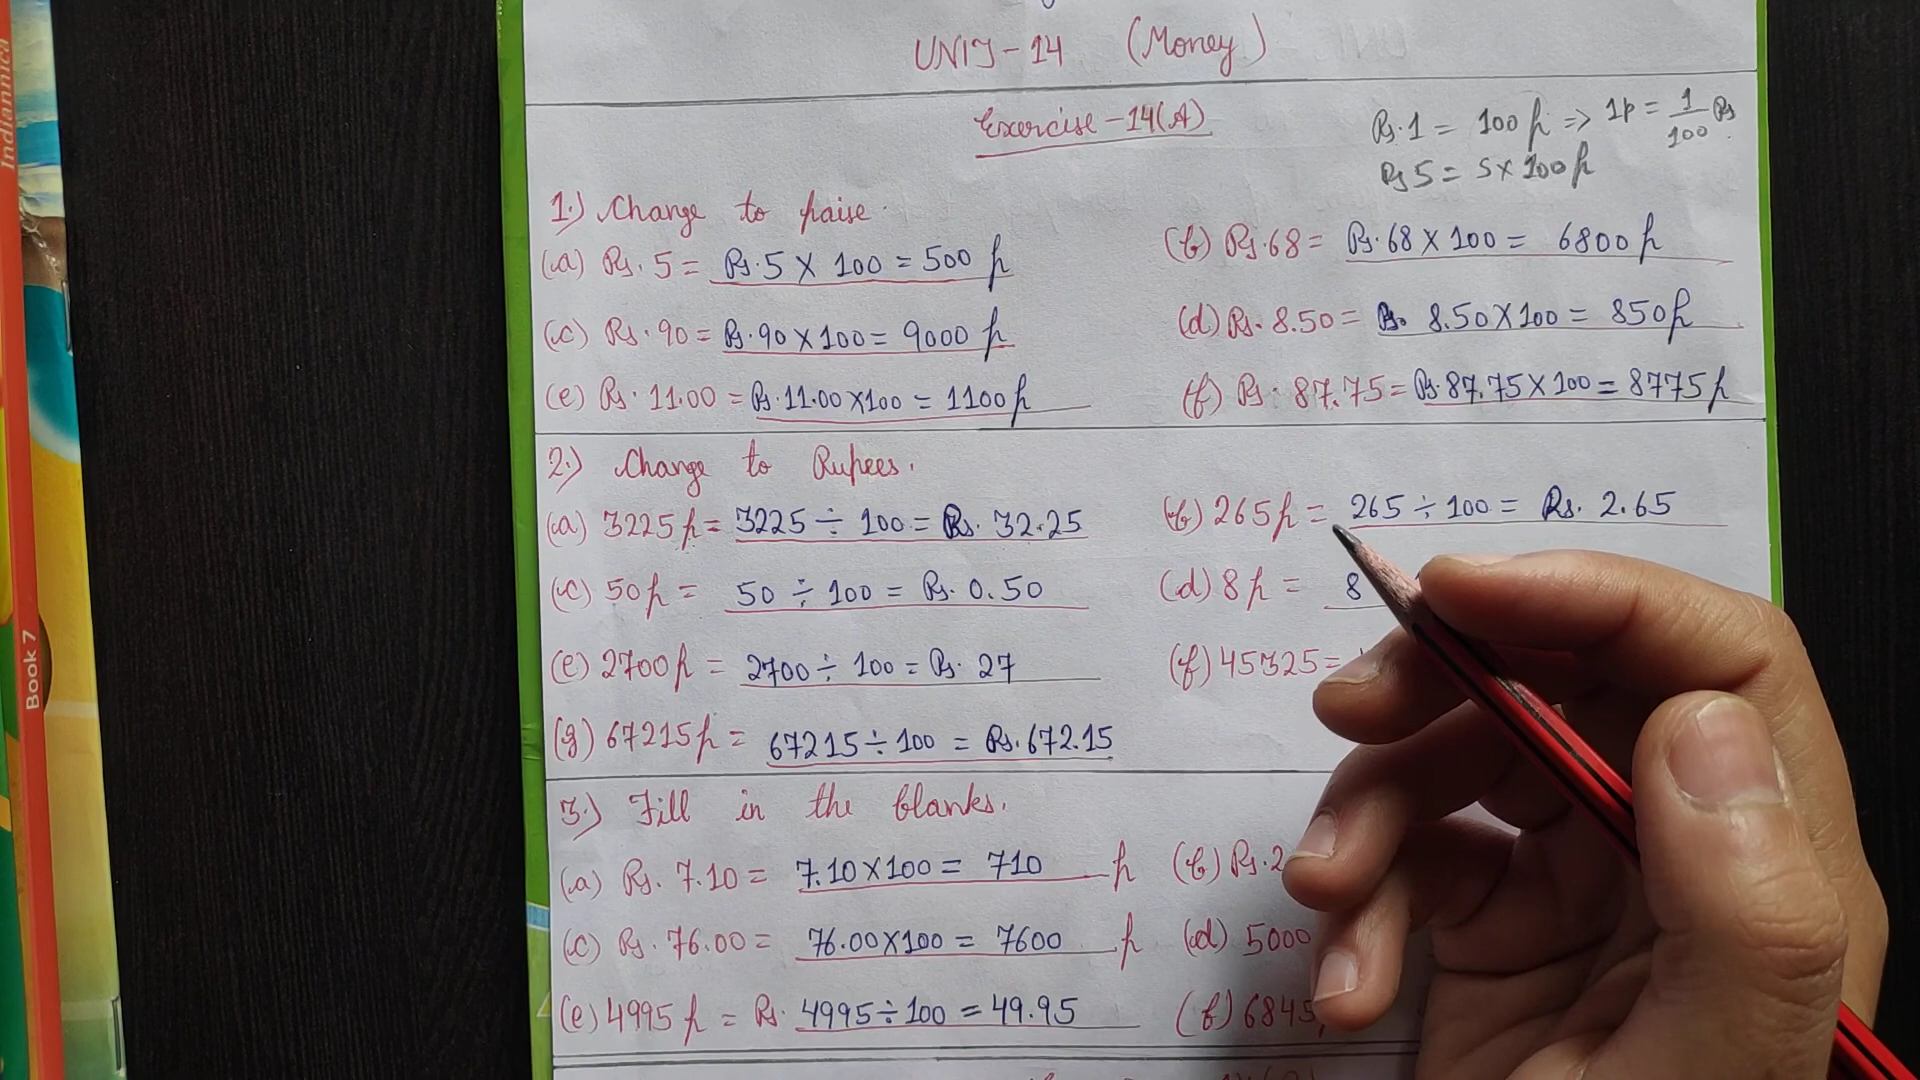 UNIT-14 (Money)
Exercise-14(A)
Rs.1 = 100 p => 1p = 1/100 Rs.
Rs 5 = 5 x 100 p
1.) Change to paise.
(a) Rs. 5 = Rs. 5 X 100 = 500 p
(b) Rs. 68 = Rs. 68 X 100 = 6800 p
(c) Rs. 90 = Rs. 90 X 100 = 9000 p
(d) Rs. 8.50 = Rs. 8.50 X 100 = 850 p
(e) Rs. 11.00 = Rs. 11.00 X 100 = 1100 p
(f) Rs. 87.75 = Rs. 87.75 X 100 = 8775 p
2.) Change to Rupees.
(a) 3225 p = 3225 ÷ 100 = Rs. 32.25
(b) 265 p = 265 ÷ 100 = Rs. 2.65
(c) 50 p = 50 ÷ 100 = Rs. 0.50
(d) 8 p = 8
(e) 2700 p = 2700 ÷ 100 = Rs. 27
(f) 45325 =
(g) 67215 p = 67215 ÷ 100 = Rs. 672.15
3.) Fill in the blanks.
(a) Rs. 7.10 = 7.10 X 100 = 710 p
(b) Rs. 2
(c) Rs. 76.00 = 76.00 X 100 = 7600 p
(d) 5000
(e) 4995 p = Rs. 4995 ÷ 100 = 49.95
(f) 6845
Indiannica
Book 7